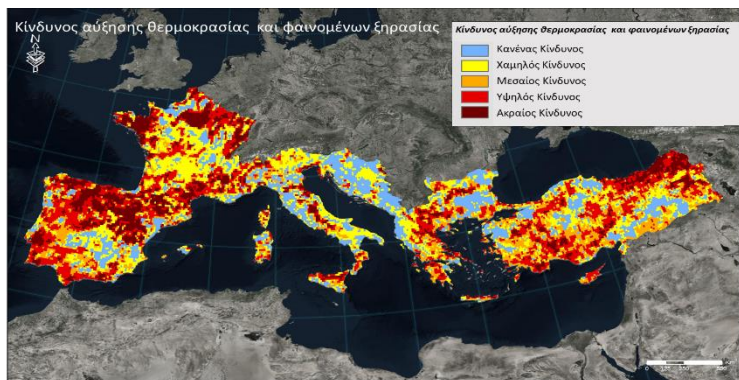 Κίνδυνος αύξησης θερμοκρασίας και φαινομένων ξηρασίας
Κίνδυνος αύξησης θερμοκρασίας και φαινομένων ξηρασίας
Κανένας Κίνδυνος
Χαμηλός Κίνδυνος
Μεσαίος Κίνδυνος
Υψηλός Κίνδυνος
Ακραίος Κίνδυνος
N